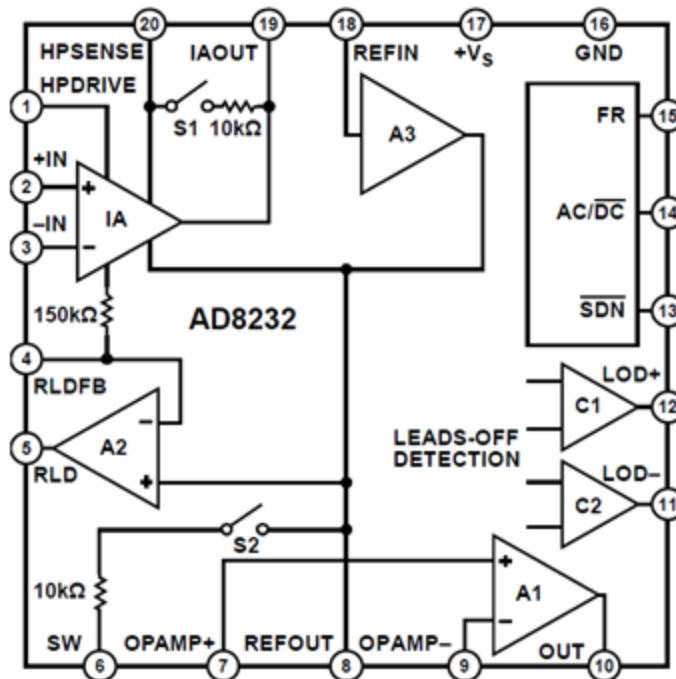 20 19 18 17 16
HPSENSE IAOUT REFIN +VS GND
HPDRIVE
1 S1 10kΩ A3 FR 15
+IN
2 + IA AC/DC 14
–IN
3 –
150kΩ AD8232 SDN 13
4 LOD+
RLDFB – C1 12
5 A2 LEADS-OFF
RLD DETECTION LOD–
+ C2 11
S2
10kΩ + A1
–
SW OPAMP+ REFOUT OPAMP– OUT
6 7 8 9 10